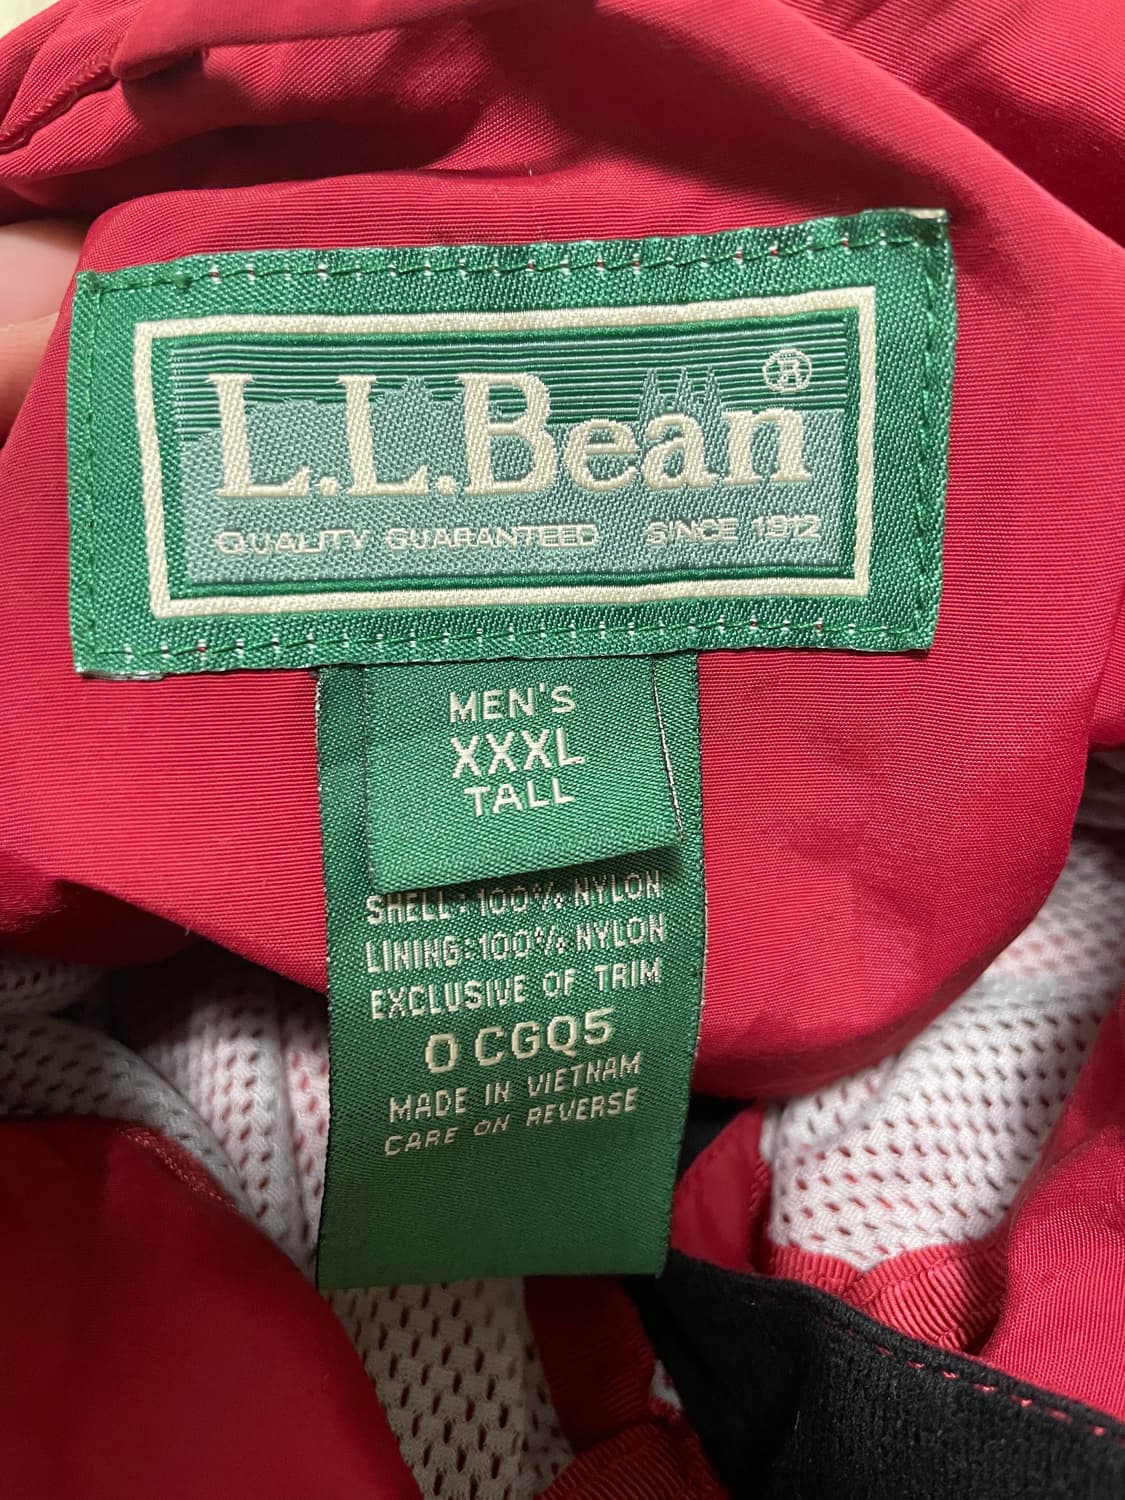 L.L.Bean®
QUALITY GUARANTEED SINCE 1912
MEN'S
XXXL
TALL
SHELL:100% NYLON
LINING:100% NYLON
EXCLUSIVE OF TRIM
0 CGQ5
MADE IN VIETNAM
CARE ON REVERSE